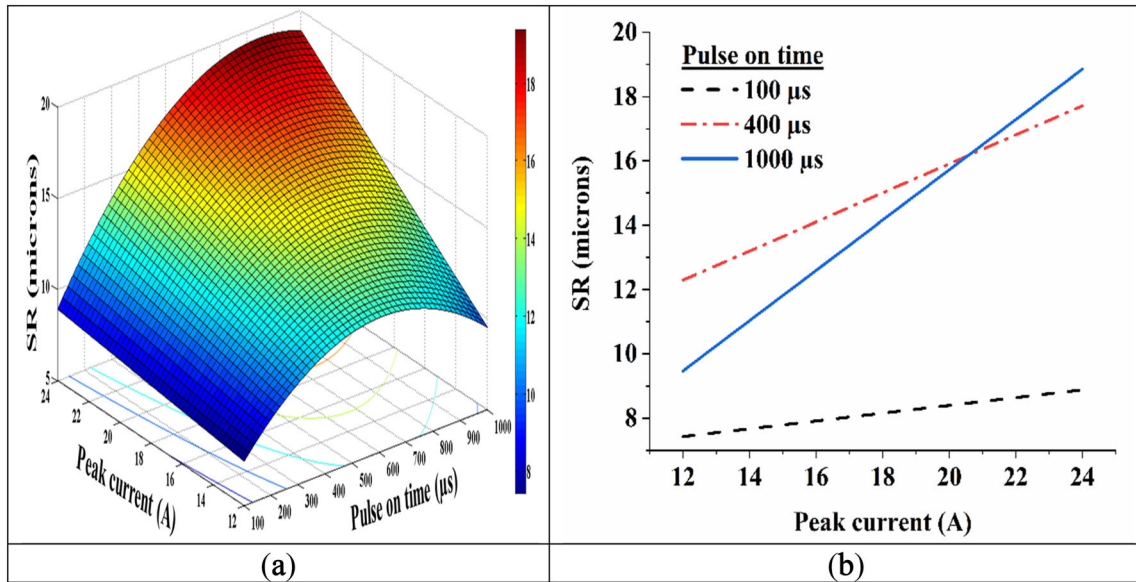 20
15
10
5
SR (microns)
24
22
20
18
16
14
12
Peak current (A)
100
200
300
400
500
600
700
800
900
1000
Pulse on time (µs)
18
16
14
12
10
8
(a)
20
18
16
14
12
10
8
SR (microns)
Pulse on time
100 µs
400 µs
1000 µs
12 14 16 18 20 22 24
Peak current (A)
(b)